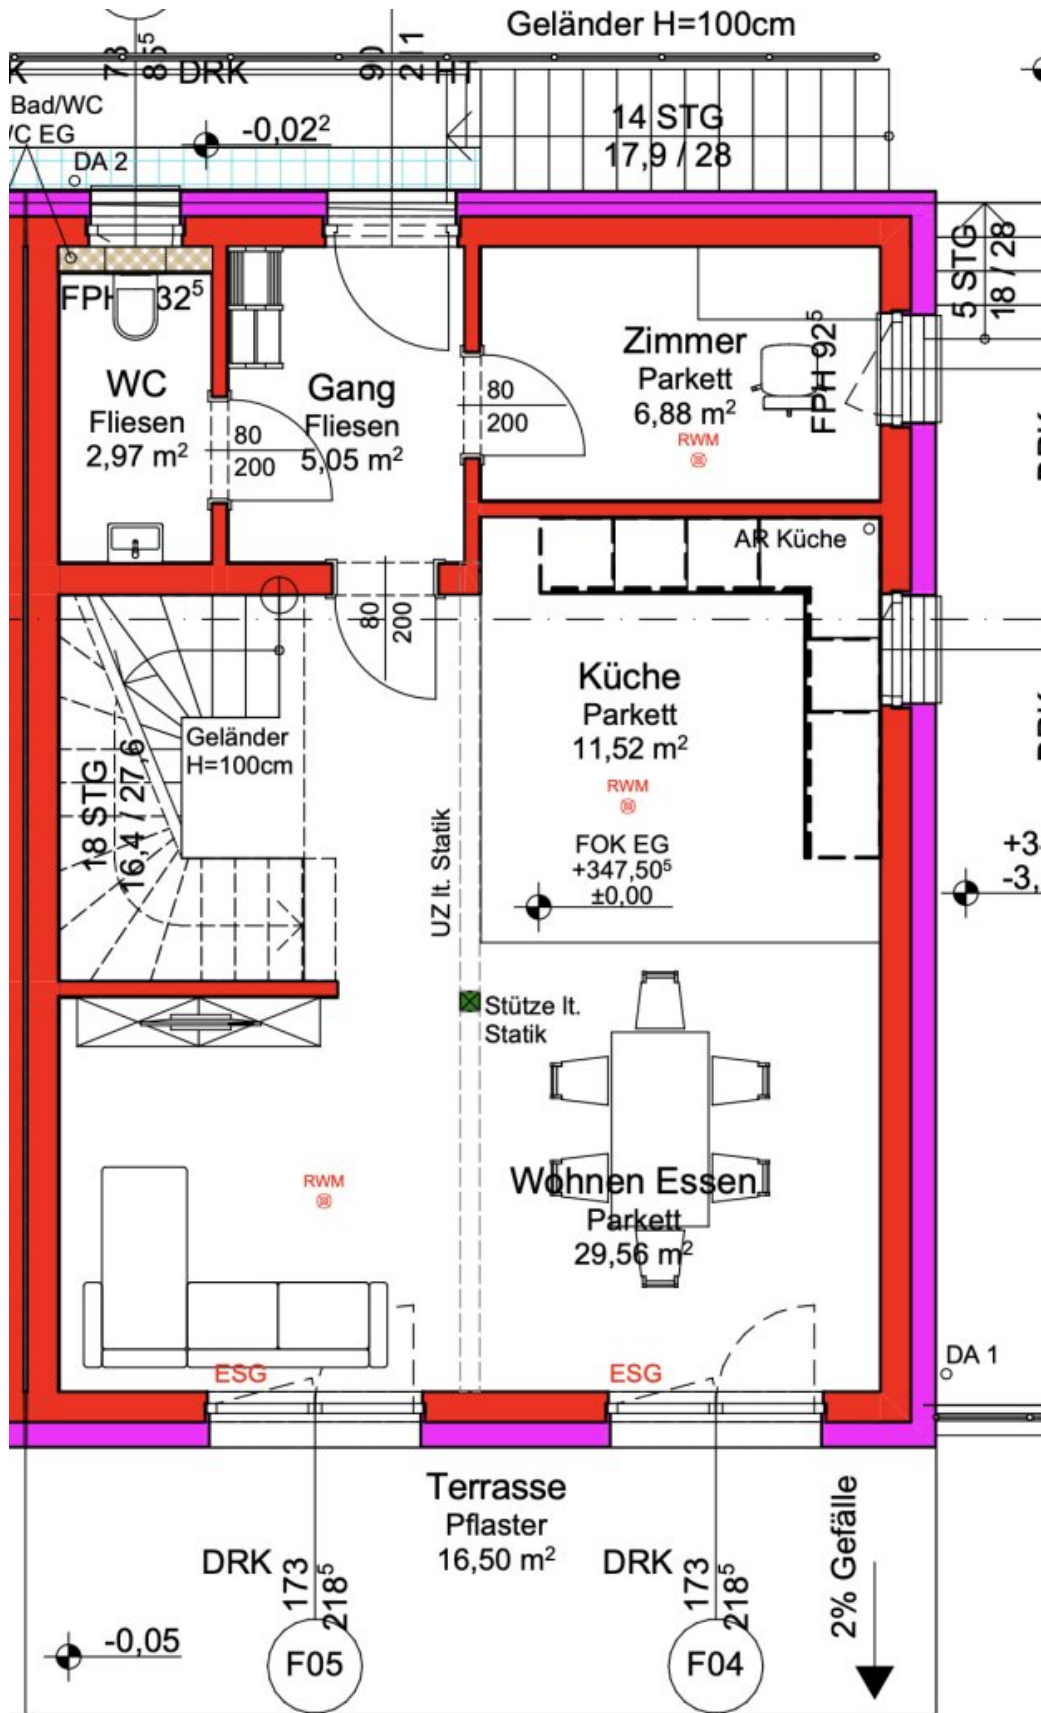 Geländer H=100cm
DRK
90
211
HT
Bad/WC
WC EG
-0,02²
14 STG
17,9 / 28
DA 2
5 STG
18 / 28
FPH
32⁵
WC
Fliesen
2,97 m²
80
200
Gang
Fliesen
5,05 m²
80
200
Zimmer
Parkett
6,88 m²
RWM
FPH 92⁵
AR Küche
80
200
Küche
Parkett
11,52 m²
RWM
Geländer
H=100cm
18 STG
16,4 / 27,6
UZ lt. Statik
FOK EG
+347,50⁵
±0,00
-3,
Stütze lt.
Statik
RWM
Wohnen Essen
Parkett
29,56 m²
ESG
ESG
DA 1
Terrasse
Pflaster
16,50 m²
DRK
173
218⁵
DRK
173
218⁵
2% Gefälle
-0,05
F05
F04